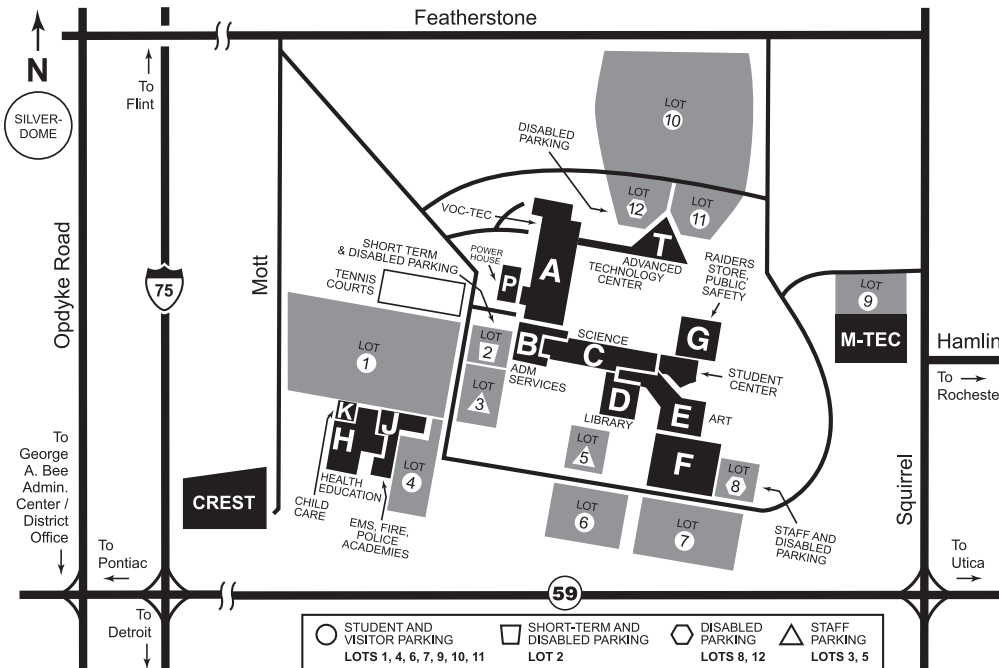 Featherstone
N
SILVER-
DOME
To
Flint
Opdyke Road
75
Mott
LOT
10
DISABLED
PARKING
LOT
12
LOT
11
VOC-TEC
SHORT TERM
& DISABLED PARKING
TENNIS
COURTS
POWER
HOUSE
P
A
T
ADVANCED
TECHNOLOGY
CENTER
RAIDERS
STORE,
PUBLIC
SAFETY
LOT
9
M-TEC
Hamlin
To
Rocheste
LOT
1
LOT
2
B
SCIENCE
C
G
STUDENT
CENTER
ADM
SERVICES
LOT
3
D
LIBRARY
E
ART
K
H
J
LOT
4
LOT
5
F
LOT
8
HEALTH
EDUCATION
CHILD
CARE
EMS, FIRE,
POLICE
ACADEMIES
CREST
LOT
6
LOT
7
STAFF AND
DISABLED
PARKING
Squirrel
To
George
A. Bee
Admin.
Center /
District
Office
To
Pontiac
To
Utica
59
To
Detroit
STUDENT AND
VISITOR PARKING
LOTS 1, 4, 6, 7, 9, 10, 11
SHORT-TERM AND
DISABLED PARKING
LOT 2
DISABLED
PARKING
LOTS 8, 12
STAFF
PARKING
LOTS 3, 5